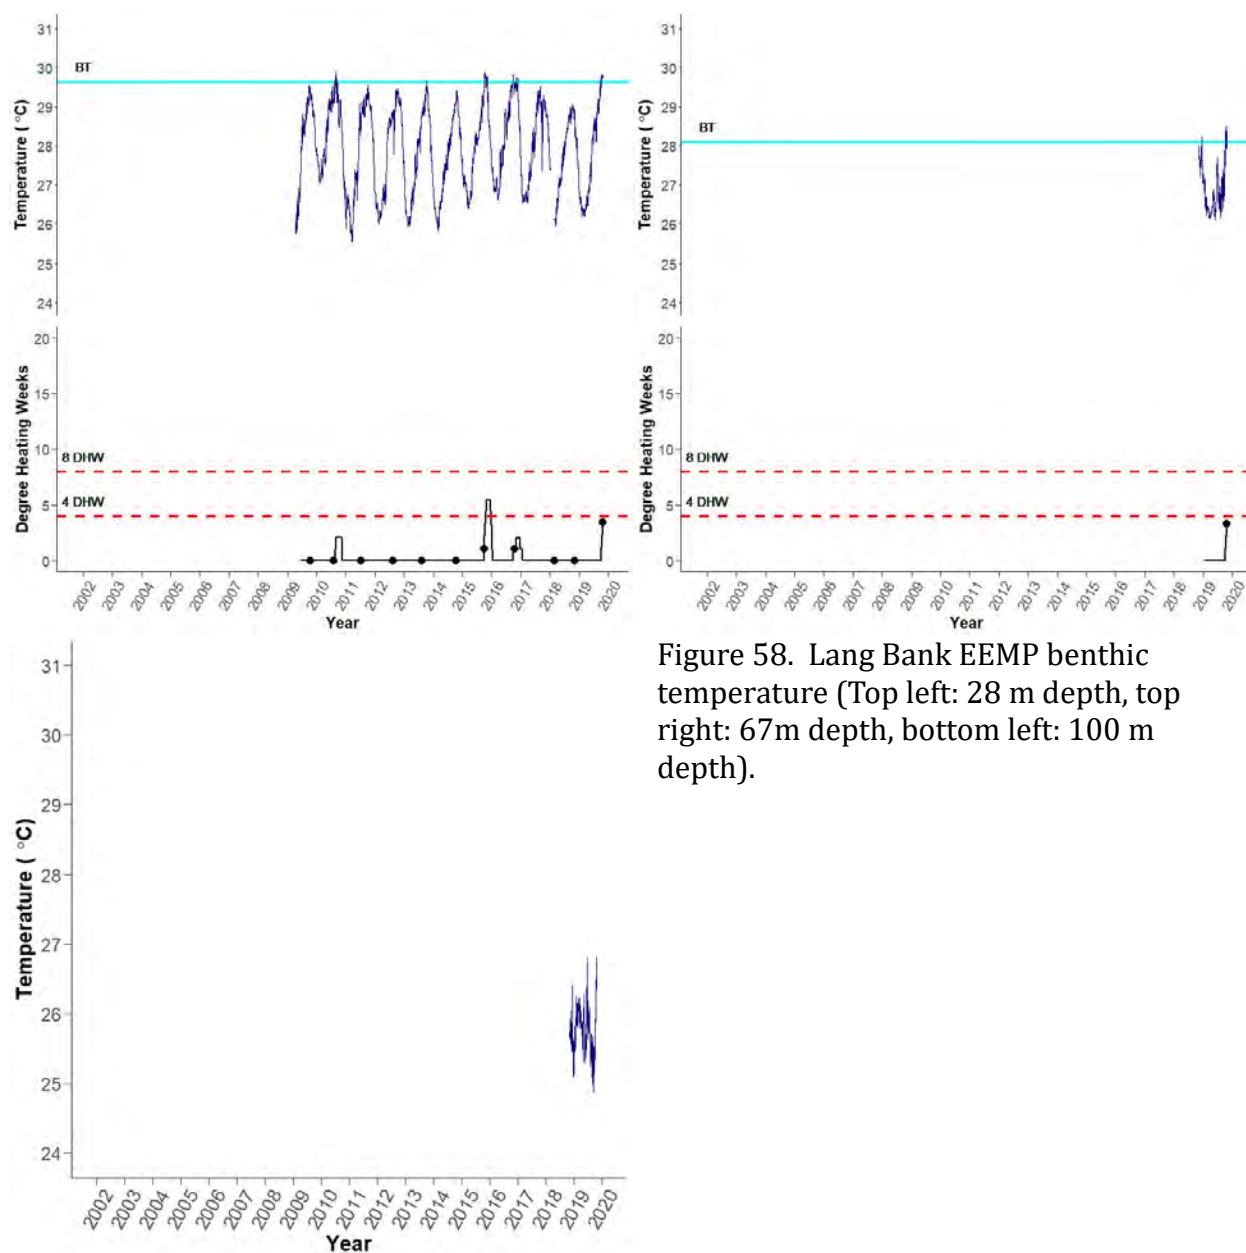 31
30
29
28
27
26
25
24
Temperature ( °C)
BT
20
15
10
5
0
Degree Heating Weeks
8 DHW
4 DHW
2002 2003 2004 2005 2006 2007 2008 2009 2010 2011 2012 2013 2014 2015 2016 2017 2018 2019 2020
Year
31
30
29
28
27
26
25
24
Temperature ( °C)
BT
20
15
10
5
0
Degree Heating Weeks
8 DHW
4 DHW
2002 2003 2004 2005 2006 2007 2008 2009 2010 2011 2012 2013 2014 2015 2016 2017 2018 2019 2020
Year
31
30
29
28
27
26
25
24
Temperature ( °C)
2002 2003 2004 2005 2006 2007 2008 2009 2010 2011 2012 2013 2014 2015 2016 2017 2018 2019 2020
Year
Figure 58. Lang Bank EEMP benthic
temperature (Top left: 28 m depth, top
right: 67m depth, bottom left: 100 m
depth).